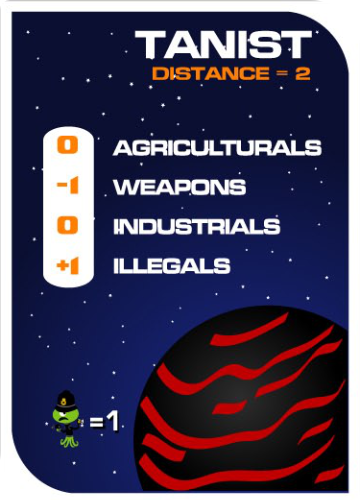 TANIST
DISTANCE = 2
0 AGRICULTURALS
-1 WEAPONS
0 INDUSTRIALS
+1 ILLEGALS
=1